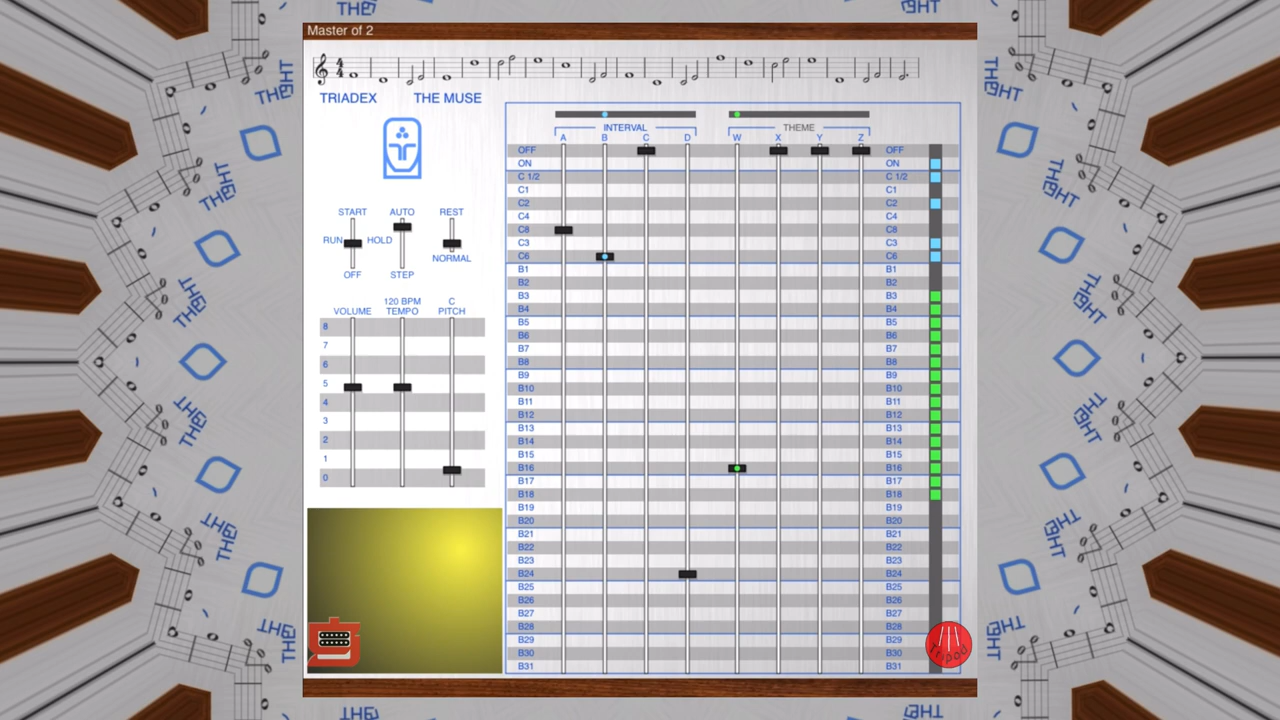 Master of 2
TRIADEX THE MUSE
INTERVAL THEME
A B C D W X Y Z
OFF OFF
ON ON
C 1/2 C 1/2
C1 C1
C2 C2
C4 C4
C8 C8
C3 C3
C6 C6
B1 B1
B2 B2
B3 B3
B4 B4
B5 B5
B6 B6
B7 B7
B8 B8
B9 B9
B10 B10
B11 B11
B12 B12
B13 B13
B14 B14
B15 B15
B16 B16
B17 B17
B18 B18
B19 B19
B20 B20
B21 B21
B22 B22
B23 B23
B24 B24
B25 B25
B26 B26
B27 B27
B28 B28
B29 B29
B30 B30
B31 B31
START AUTO REST
RUN HOLD
NORMAL
OFF STEP
120 BPM C
VOLUME TEMPO PITCH
8
7
6
5
4
3
2
1
0
Tripod